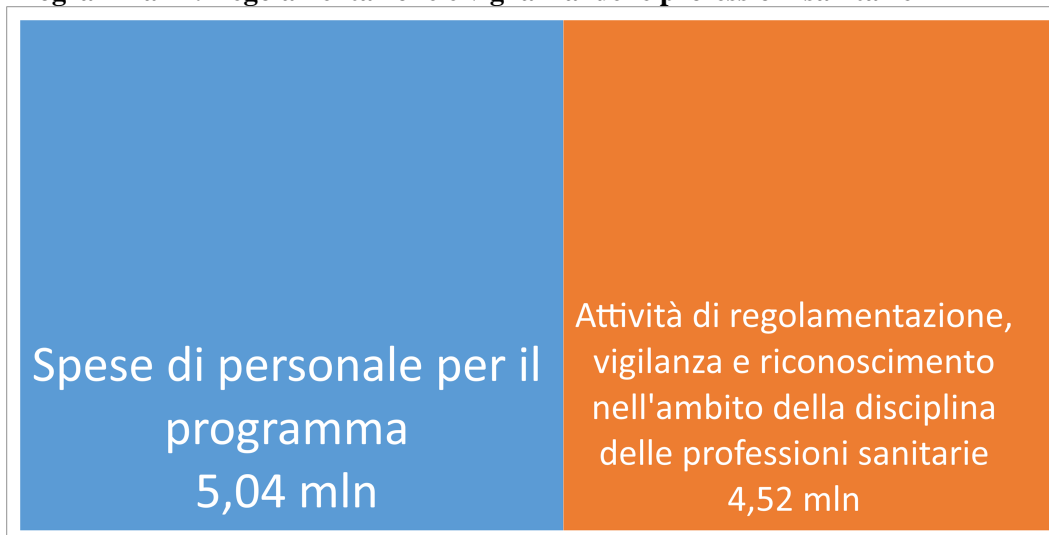 Spese di personale per il
programma
5,04 mln
Attività di regolamentazione,
vigilanza e riconoscimento
nell'ambito della disciplina
delle professioni sanitarie
4,52 mln